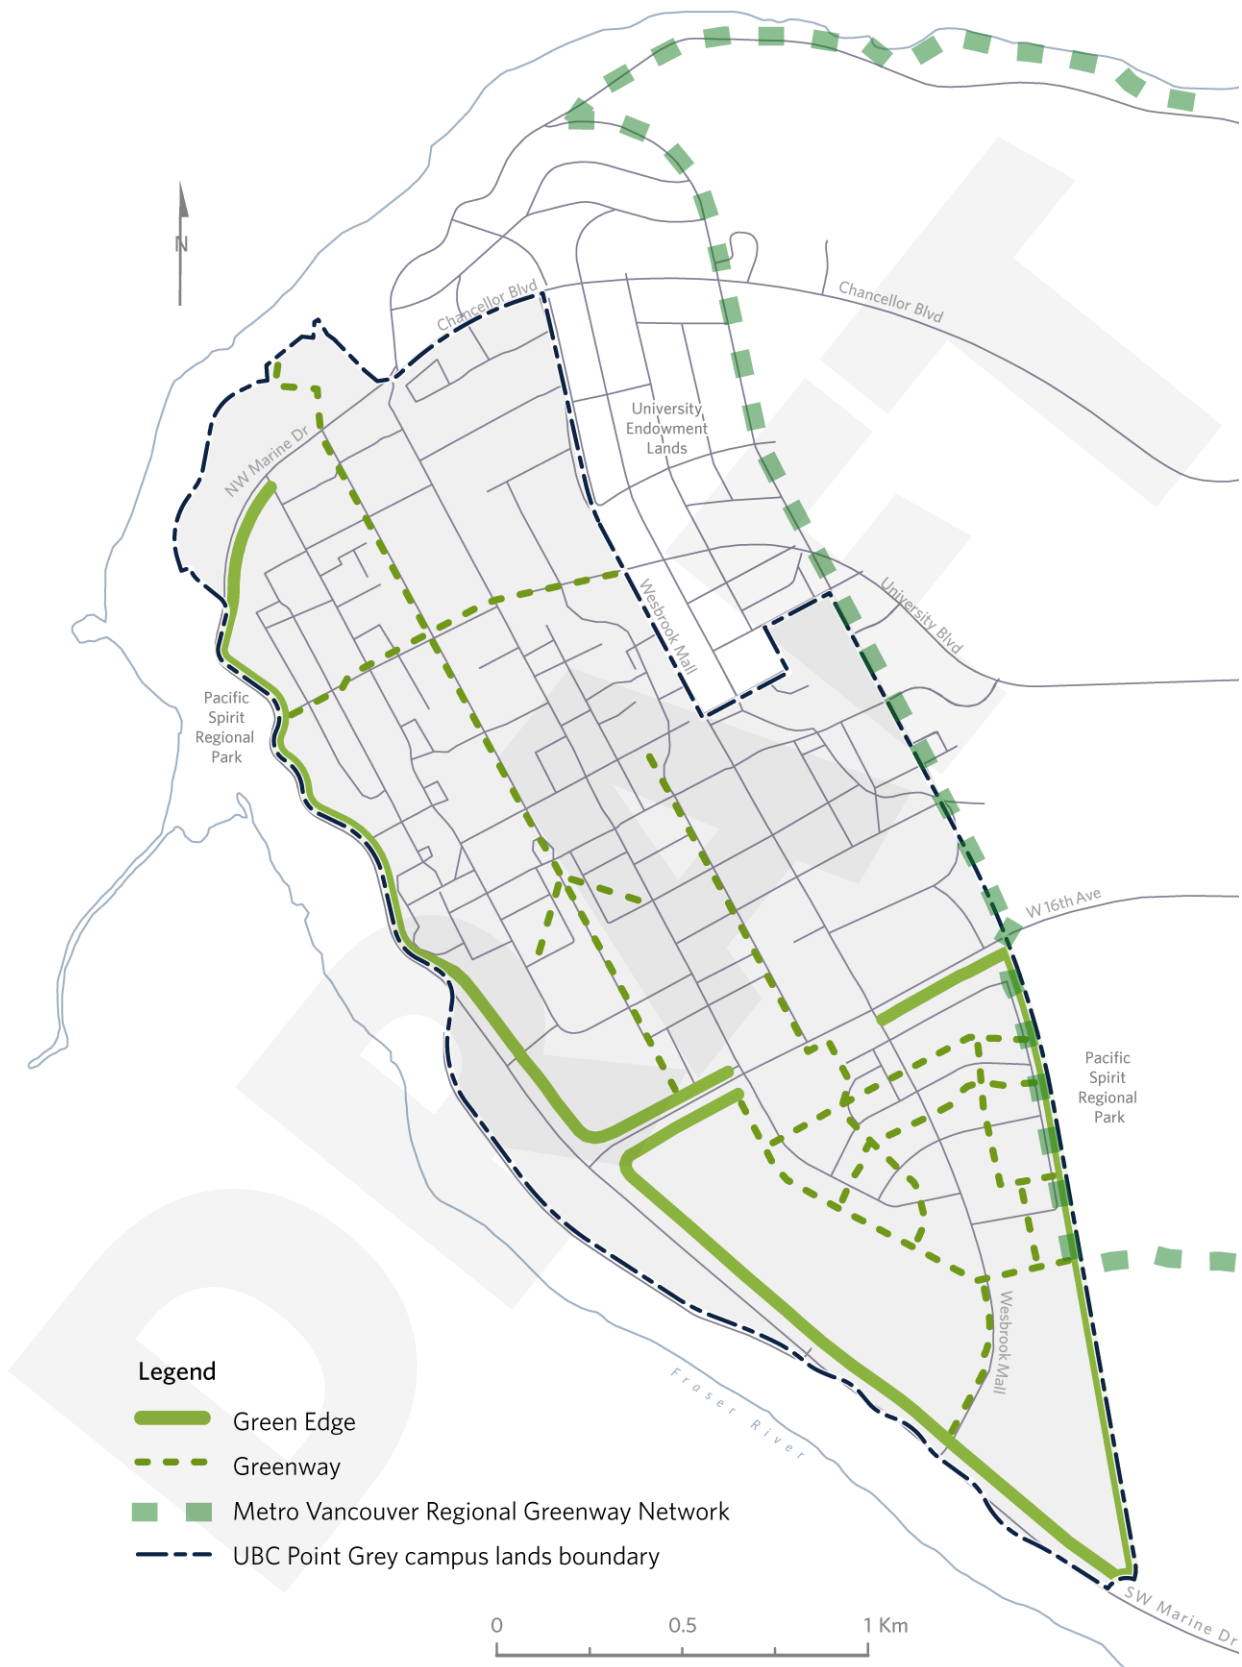 N
Chancellor Blvd
Chancellor Blvd
University
Endowment
Lands
NW Marine Dr
Wesbrook Mall
University Blvd
Pacific
Spirit
Regional
Park
W 16th Ave
Pacific
Spirit
Regional
Park
Wesbrook Mall
Fraser River
SW Marine Dr
Legend
Green Edge
Greenway
Metro Vancouver Regional Greenway Network
UBC Point Grey campus lands boundary
0 0.5 1 Km
DRAFT